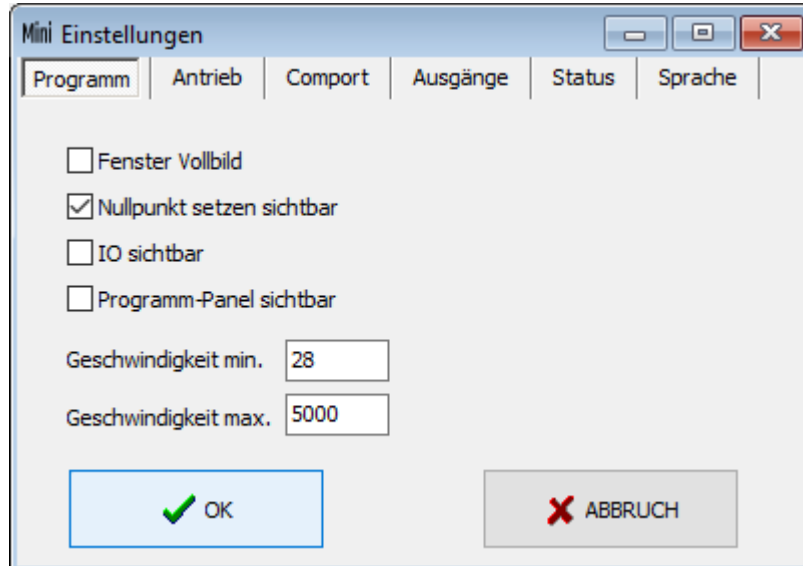 Mini Einstellungen
Programm Antrieb Comport Ausgänge Status Sprache
Fenster Vollbild
Nullpunkt setzen sichtbar
IO sichtbar
Programm-Panel sichtbar
Geschwindigkeit min. 28
Geschwindigkeit max. 5000
OK ABBRUCH